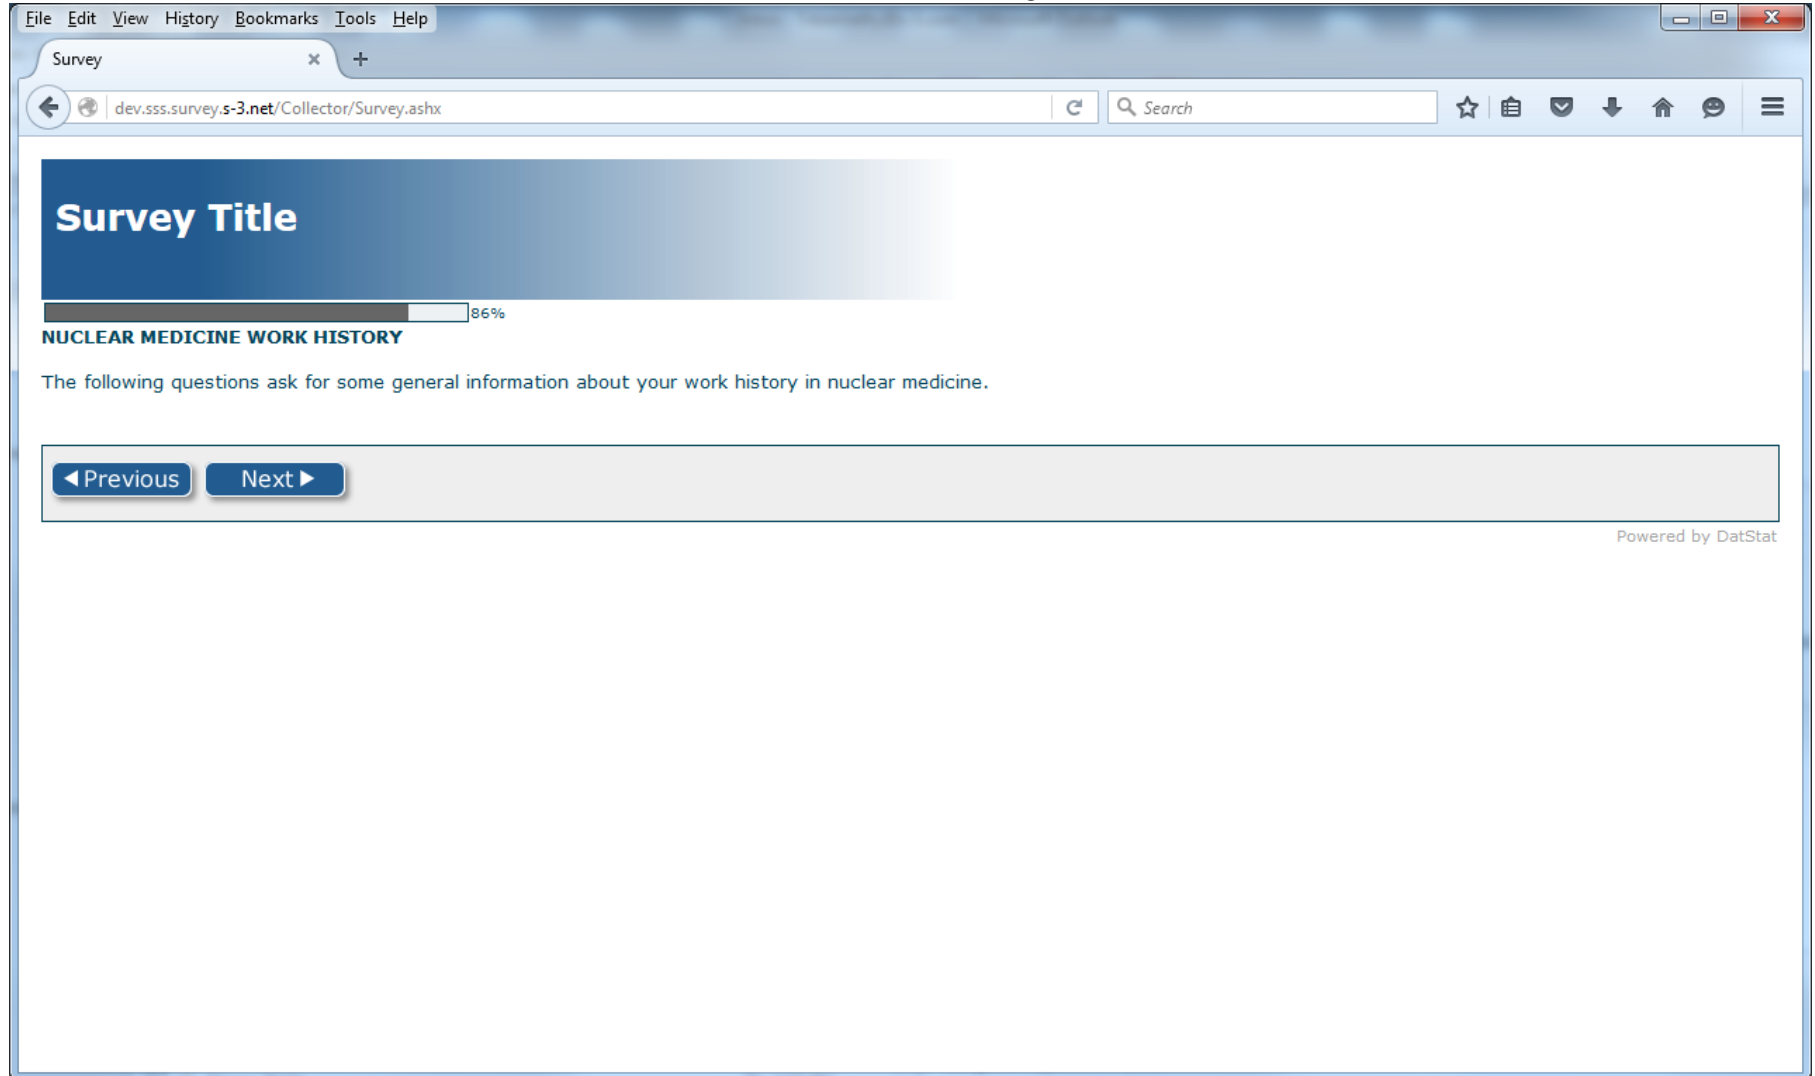 File Edit View History Bookmarks Tools Help
Survey
dev.sss.survey.s-3.net/Collector/Survey.ashx
Search
Survey Title
86%
NUCLEAR MEDICINE WORK HISTORY
The following questions ask for some general information about your work history in nuclear medicine.
Previous Next
Powered by DatStat